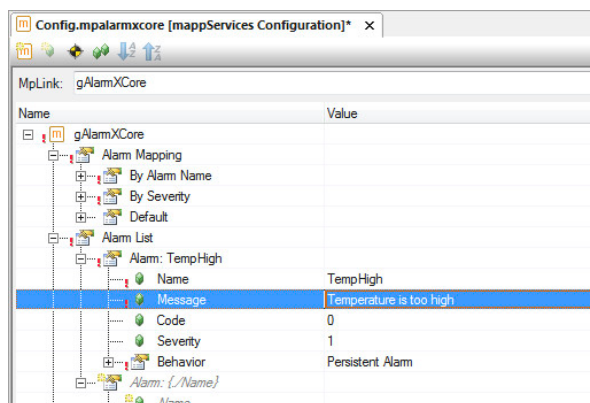 Config.mpalarmxcore [mappServices Configuration]* ×
MpLink: gAlarmXCore
Name Value
gAlarmXCore
Alarm Mapping
By Alarm Name
By Severity
Default
Alarm List
Alarm: TempHigh
Name TempHigh
Message Temperature is too high
Code 0
Severity 1
Behavior Persistent Alarm
Alarm: {./Name}
Name